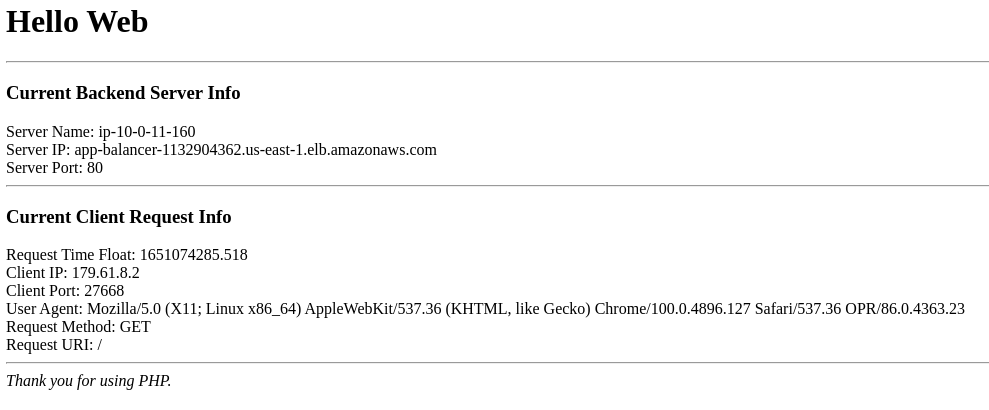 Hello Web
Current Backend Server Info
Server Name: ip-10-0-11-160
Server IP: app-balancer-1132904362.us-east-1.elb.amazonaws.com
Server Port: 80
Current Client Request Info
Request Time Float: 1651074285.518
Client IP: 179.61.8.2
Client Port: 27668
User Agent: Mozilla/5.0 (X11; Linux x86_64) AppleWebKit/537.36 (KHTML, like Gecko) Chrome/100.0.4896.127 Safari/537.36 OPR/86.0.4363.23
Request Method: GET
Request URI: /
Thank you for using PHP.